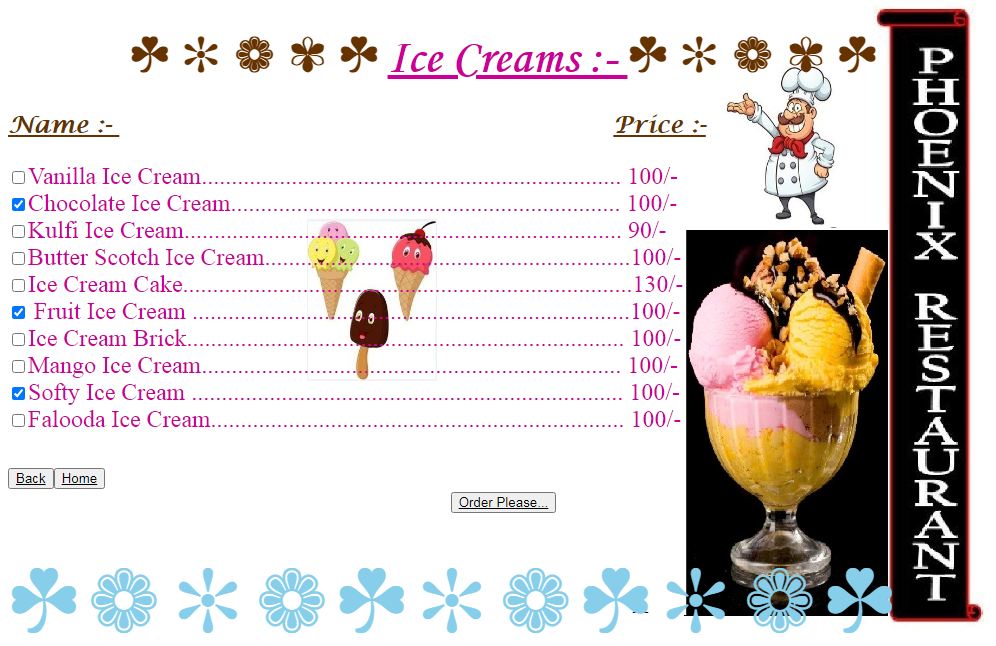 Ice Creams :-
Name :- Price :-
Vanilla Ice Cream...................................................................... 100/-
Chocolate Ice Cream................................................................. 100/-
Kulfi Ice Cream......................................................................... 90/-
Butter Scotch Ice Cream.............................................................100/-
Ice Cream Cake...........................................................................130/-
Fruit Ice Cream .........................................................................100/-
Ice Cream Brick......................................................................... 100/-
Mango Ice Cream...................................................................... 100/-
Softy Ice Cream ........................................................................ 100/-
Falooda Ice Cream..................................................................... 100/-
Back Home
Order Please...
PHOENIX RESTAURANT